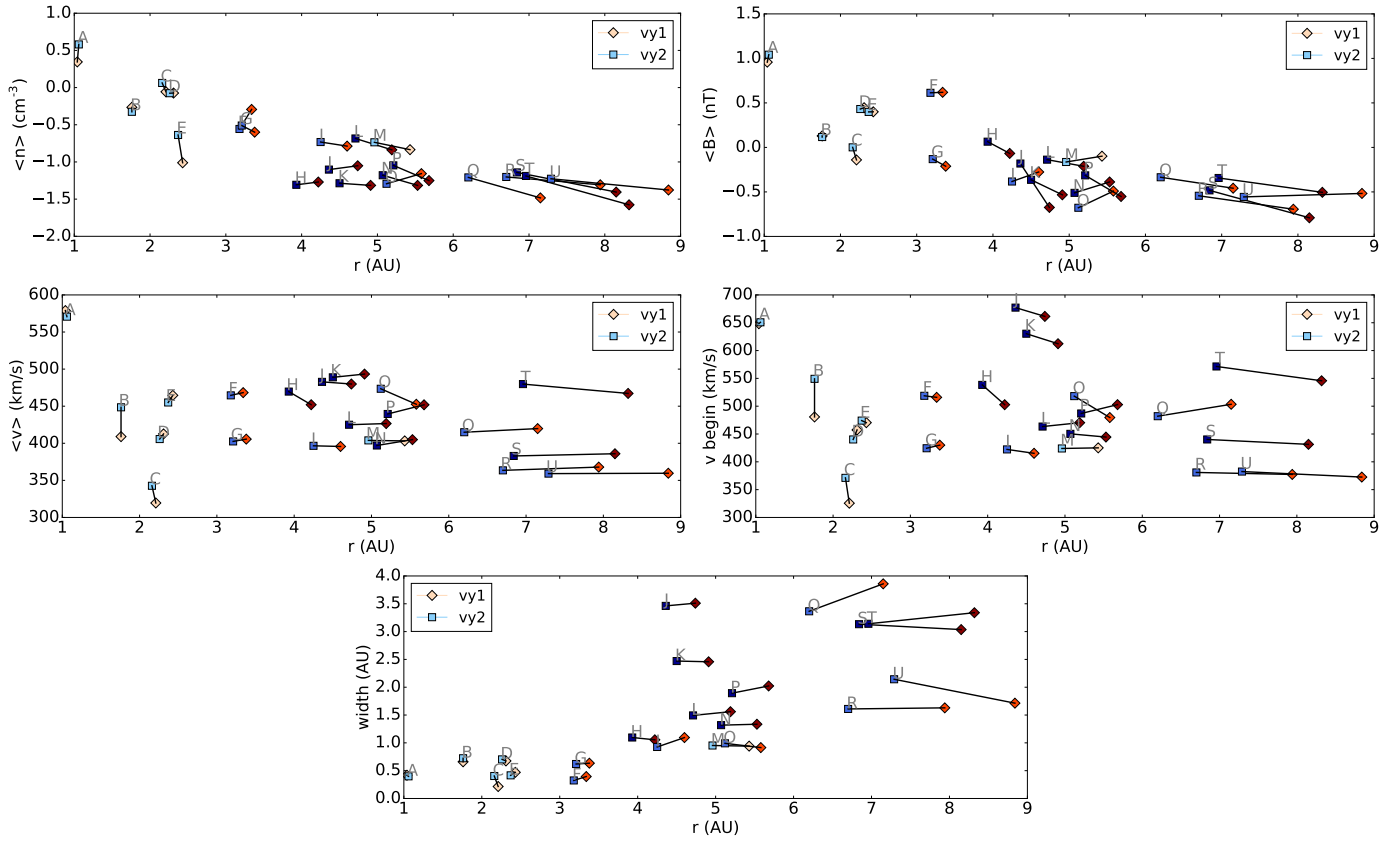 <n> (cm⁻³)
1.0
0.5
0.0
−0.5
−1.0
−1.5
−2.0
A
B
C
D
E
G
I
L
M
P
H
J
K
N
O
Q
R
S
T
U
vy1
vy2
1 2 3 4 5 6 7 8 9
r (AU)
<B> (nT)
1.5
1.0
0.5
0.0
−0.5
−1.0
A
B
D
E
C
F
G
H
J
L
M
P
I
K
N
O
Q
T
S
R
U
vy1
vy2
1 2 3 4 5 6 7 8 9
r (AU)
<v> (km/s)
600
550
500
450
400
350
300
A
B
E
D
C
F
G
H
J
K
O
P
L
I
M
N
Q
T
S
R
U
vy1
vy2
1 2 3 4 5 6 7 8 9
r (AU)
v begin (km/s)
700
650
600
550
500
450
400
350
300
A
B
E
D
C
F
G
H
J
K
O
P
L
N
M
I
Q
T
S
R
U
vy1
vy2
1 2 3 4 5 6 7 8 9
r (AU)
width (AU)
4.0
3.5
3.0
2.5
2.0
1.5
1.0
0.5
0.0
vy1
vy2
A
B
D
C
E
G
F
H
I
J
K
L
P
N
M
O
Q
S
T
U
R
1 2 3 4 5 6 7 8 9
r (AU)